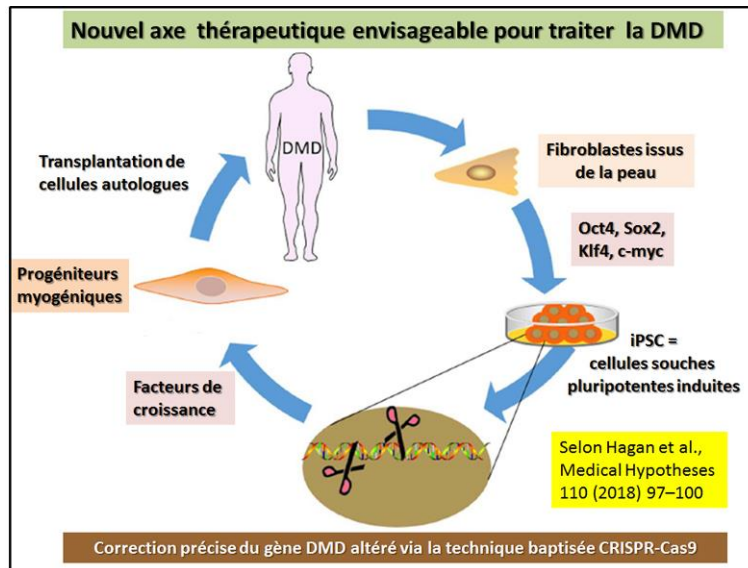 Nouvel axe thérapeutique envisageable pour traiter la DMD
DMD
Fibroblastes issus
de la peau
Oct4, Sox2,
Klf4, c-myc
iPSC =
cellules souches
pluripotentes induites
Selon Hagan et al.,
Medical Hypotheses
110 (2018) 97–100
Facteurs de
croissance
Progéniteurs
myogéniques
Transplantation de
cellules autologues
Correction précise du gène DMD altéré via la technique baptisée CRISPR-Cas9